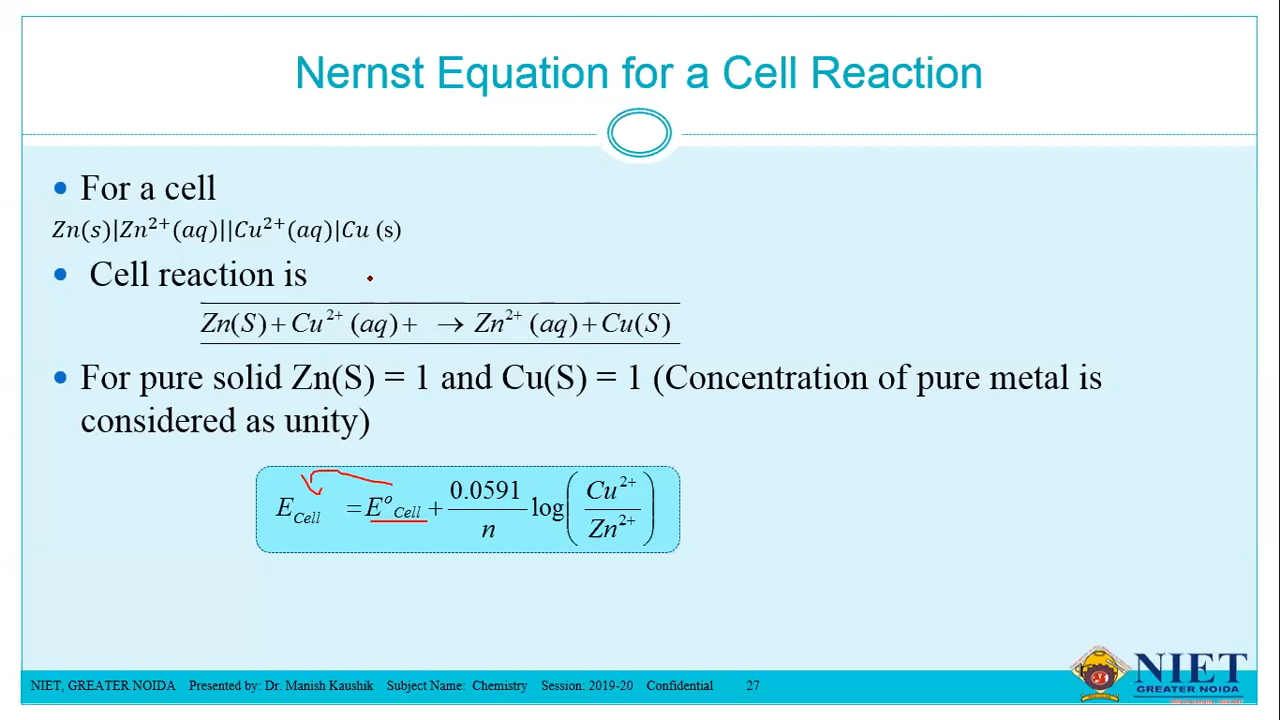 Nernst Equation for a Cell Reaction
• For a cell
Zn(s)|Zn²⁺(aq)||Cu²⁺(aq)|Cu (s)
• Cell reaction is
Zn(S)+Cu²⁺(aq)+ → Zn²⁺(aq)+Cu(S)
• For pure solid Zn(S) = 1 and Cu(S) = 1 (Concentration of pure metal is
considered as unity)
E_Cell = E°_Cell + 0.0591/n log(Cu²⁺/Zn²⁺)
NIET
GREATER NOIDA
NIET, GREATER NOIDA Presented by: Dr. Manish Kaushik Subject Name: Chemistry Session: 2019-20 Confidential 27